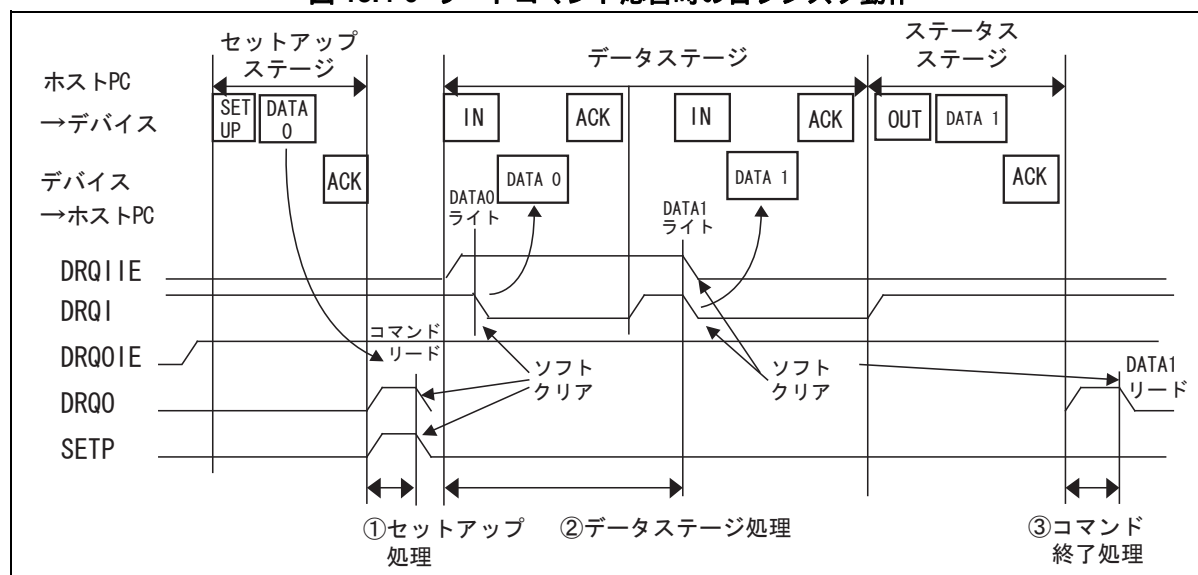 セットアップ
ステージ
データステージ
ステータス
ステージ
ホストPC
→デバイス
SET
UP
DATA
0
IN
ACK
IN
ACK
OUT
DATA 1
デバイス
→ホストPC
ACK
DATA 0
DATA 1
ACK
DATA0
ライト
DATA1
ライト
DRQIIE
DRQI
DRQOIE
コマンド
リード
DRQO
SETP
ソフト
クリア
ソフト
クリア
DATA1
リード
①セットアップ
処理
②データステージ処理
③コマンド
終了処理